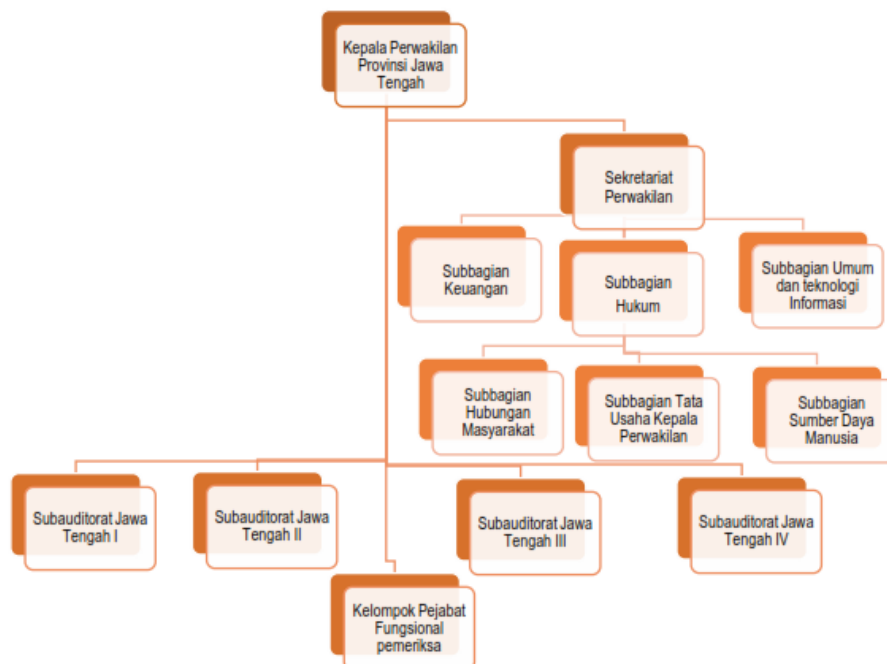 Kepala Perwakilan
Provinsi Jawa
Tengah
Sekretariat
Perwakilan
Subbagian
Keuangan
Subbagian
Hukum
Subbagian Umum
dan teknologi
Informasi
Subbagian
Hubungan
Masyarakat
Subbagian Tata
Usaha Kepala
Perwakilan
Subbagian
Sumber Daya
Manusia
Subauditorat Jawa
Tengah I
Subauditorat Jawa
Tengah II
Subauditorat Jawa
Tengah III
Subauditorat Jawa
Tengah IV
Kelompok Pejabat
Fungsional
pemeriksa